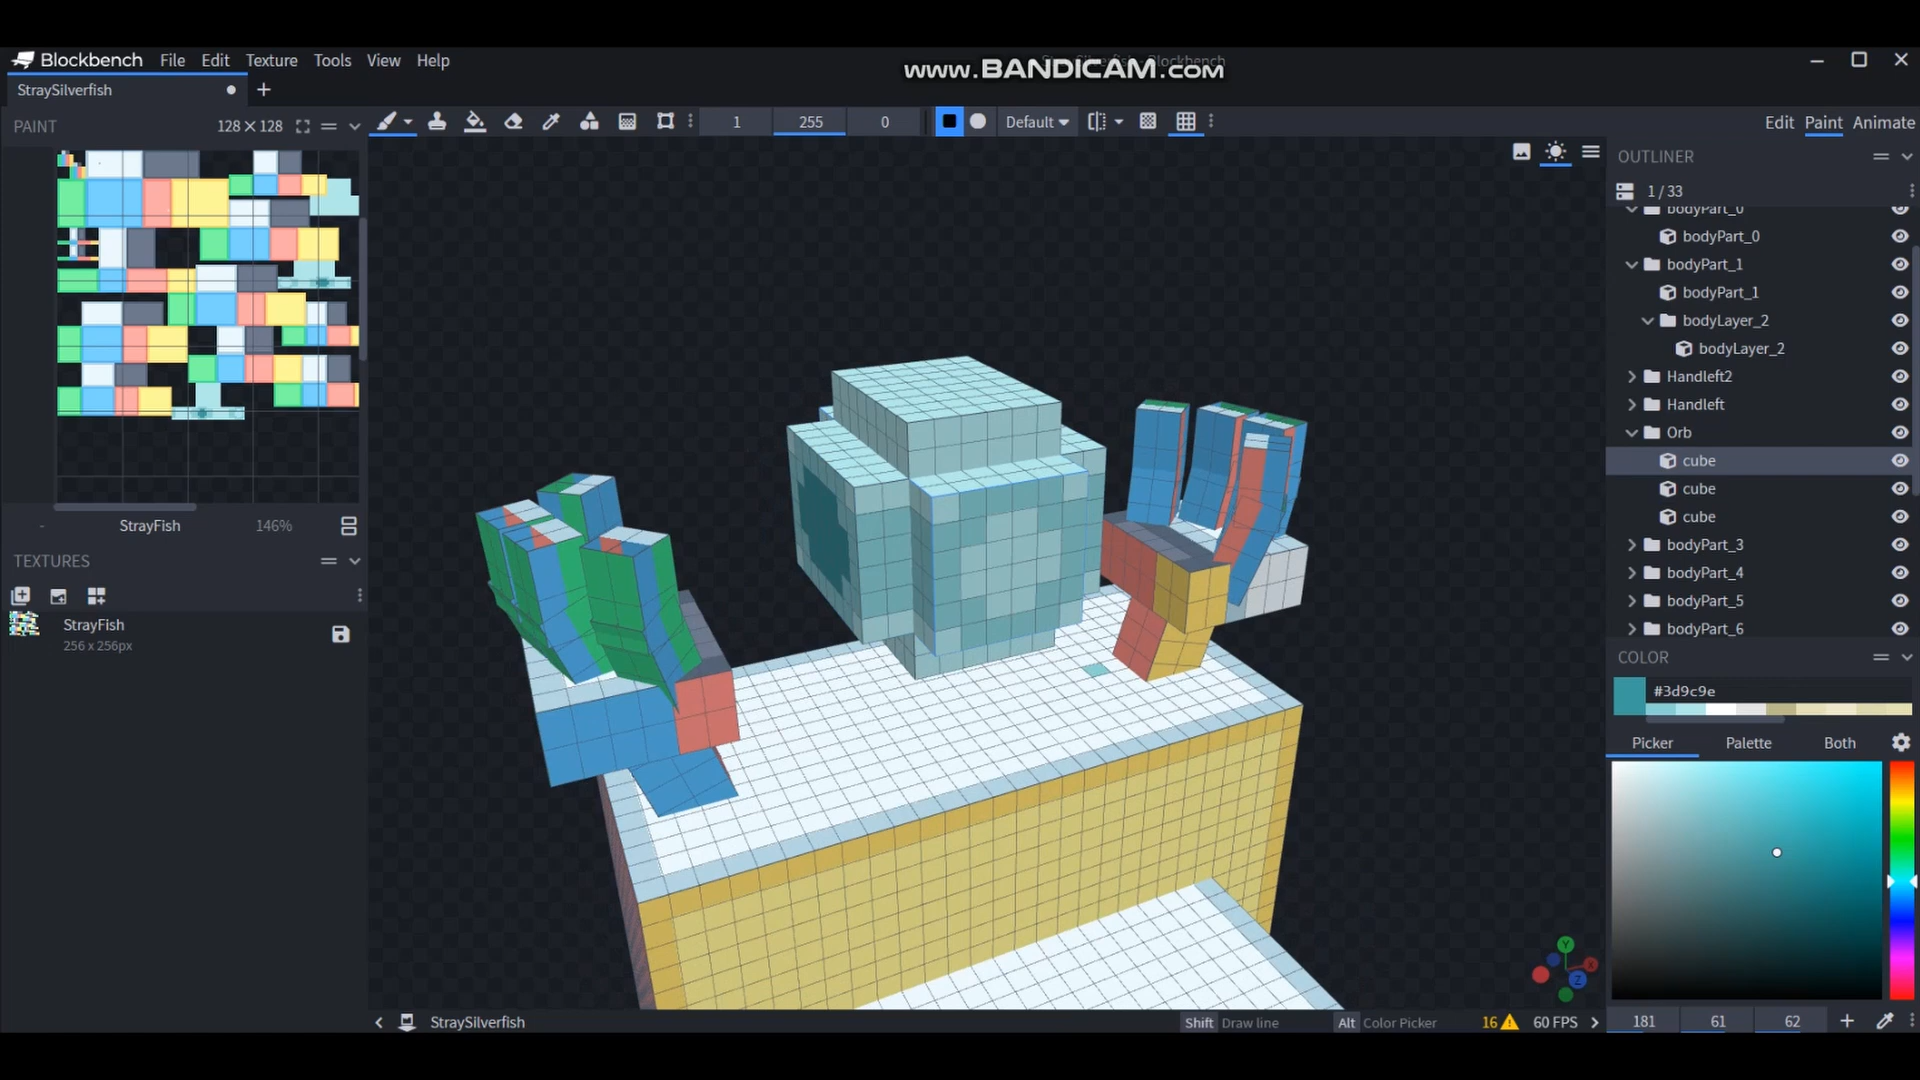 Blockbench File Edit Texture Tools View Help
www.BANDICAM.com
StraySilverfish
PAINT 128 × 128
1 255 0 Default
Edit Paint Animate
OUTLINER
1 / 33
bodyPart_0
bodyPart_0
bodyPart_1
bodyPart_1
bodyLayer_2
bodyLayer_2
Handleft2
Handleft
Orb
cube
cube
cube
bodyPart_3
bodyPart_4
bodyPart_5
bodyPart_6
- StrayFish 146%
TEXTURES
StrayFish
256 x 256px
COLOR
#3d9c9e
Picker Palette Both
Y
X
Z
StraySilverfish
Shift Draw line Alt Color Picker 16 60 FPS
181 61 62